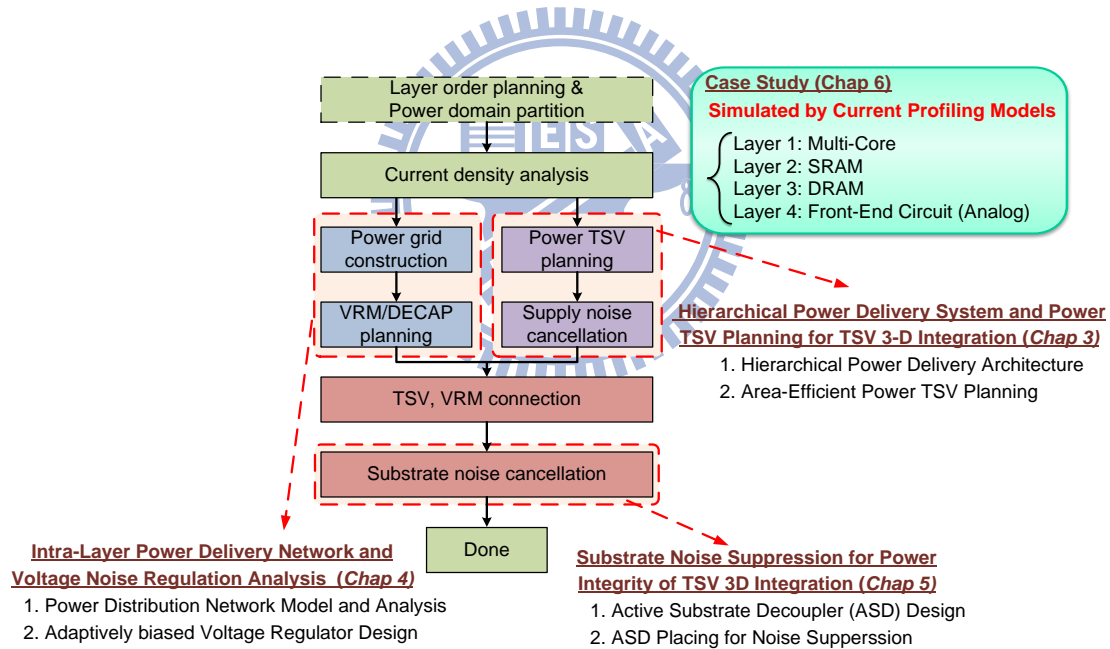 Layer order planning &
Power domain partition
Current density analysis
Power grid
construction
Power TSV
planning
VRM/DECAP
planning
Supply noise
cancellation
TSV, VRM connection
Substrate noise cancellation
Done
Case Study (Chap 6)
Simulated by Current Profiling Models
Layer 1: Multi-Core
Layer 2: SRAM
Layer 3: DRAM
Layer 4: Front-End Circuit (Analog)
Hierarchical Power Delivery System and Power
TSV Planning for TSV 3-D Integration (Chap 3)
1. Hierarchical Power Delivery Architecture
2. Area-Efficient Power TSV Planning
Intra-Layer Power Delivery Network and
Voltage Noise Regulation Analysis (Chap 4)
1. Power Distribution Network Model and Analysis
2. Adaptively biased Voltage Regulator Design
Substrate Noise Suppression for Power
Integrity of TSV 3D Integration (Chap 5)
1. Active Substrate Decoupler (ASD) Design
2. ASD Placing for Noise Supperssion